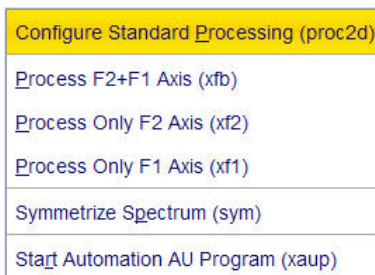 Configure Standard Processing (proc2d)
Process F2+F1 Axis (xfb)
Process Only F2 Axis (xf2)
Process Only F1 Axis (xf1)
Symmetrize Spectrum (sym)
Start Automation AU Program (xaup)